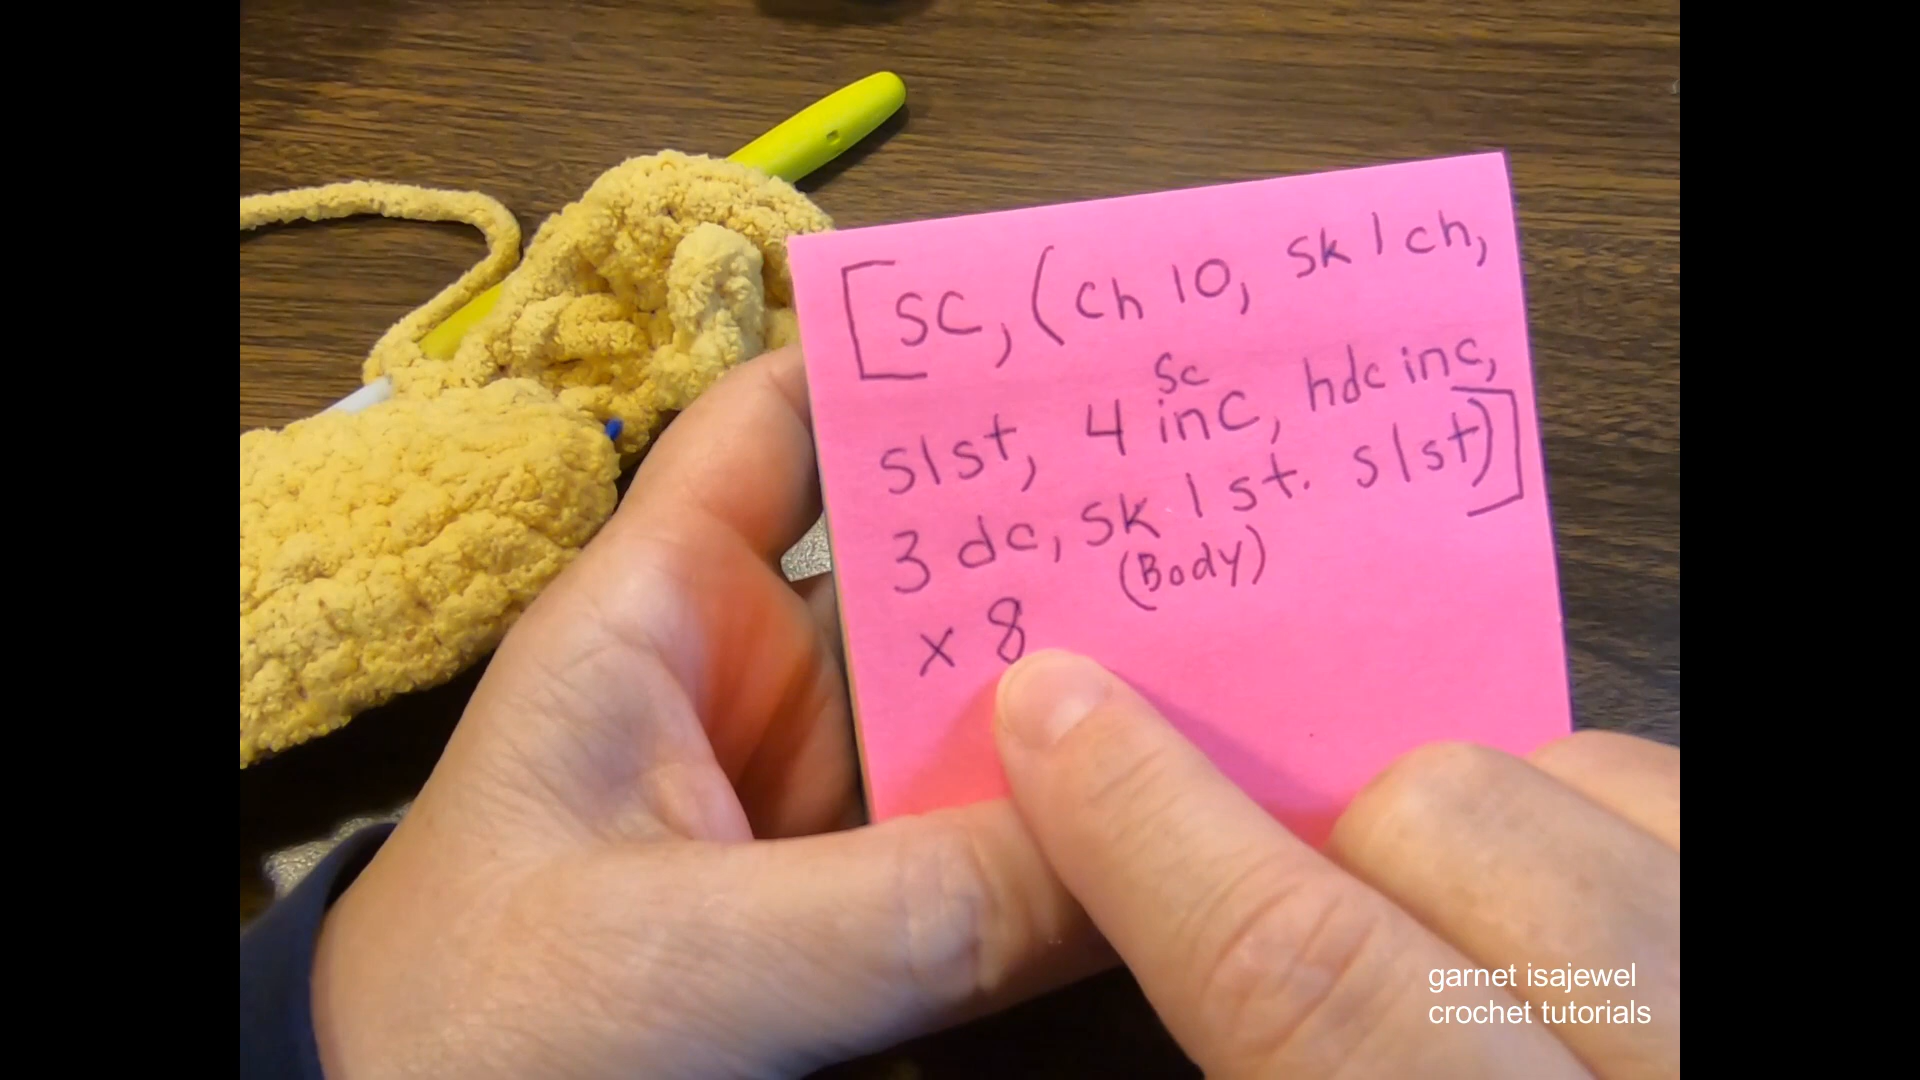 [SC, (Ch 10, Sk 1 ch,
slst, 4 sc inc, hdc inc,
3 dc, Sk 1 st. slst)]
(Body)
x 8
garnet isajewel
crochet tutorials